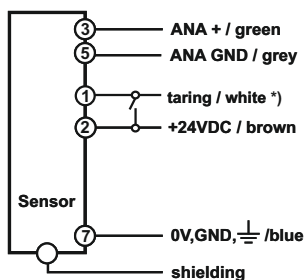 3 ANA + / green
5 ANA GND / grey
1 taring / white *)
2 +24VDC / brown
Sensor
7 0V,GND, /blue
shielding